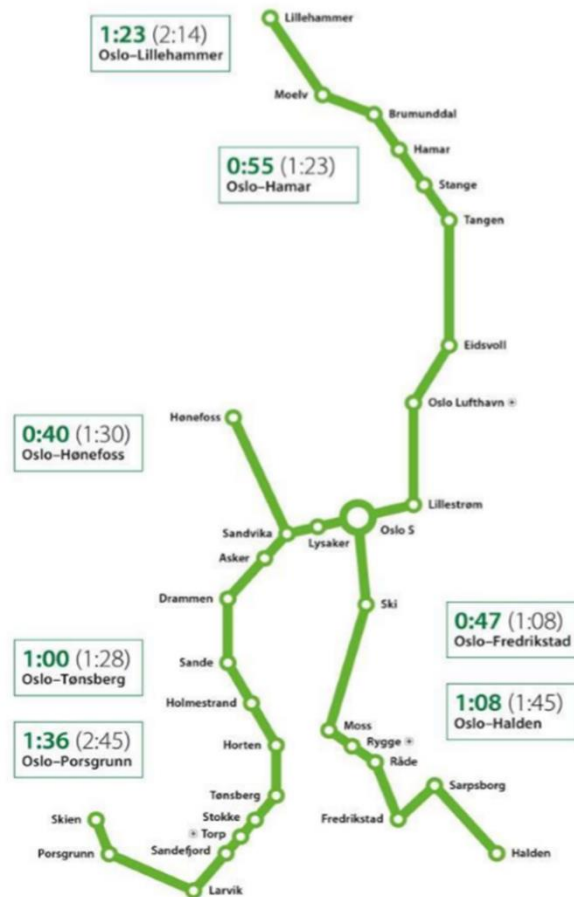 1:23 (2:14)
Oslo–Lillehammer
Lillehammer
Moelv
Brumunddal
Hamar
0:55 (1:23)
Oslo–Hamar
Stange
Tangen
Eidsvoll
Oslo Lufthavn
Hønefoss
0:40 (1:30)
Oslo–Hønefoss
Lillestrøm
Sandvika
Lysaker
Oslo S
Asker
Drammen
Ski
0:47 (1:08)
Oslo–Fredrikstad
1:00 (1:28)
Oslo–Tønsberg
Sande
Holmestrand
1:08 (1:45)
Oslo–Halden
1:36 (2:45)
Oslo–Porsgrunn
Moss
Rygge
Horten
Råde
Sarpsborg
Tønsberg
Stokke
Fredrikstad
Skien
Torp
Porsgrunn
Sandefjord
Halden
Larvik